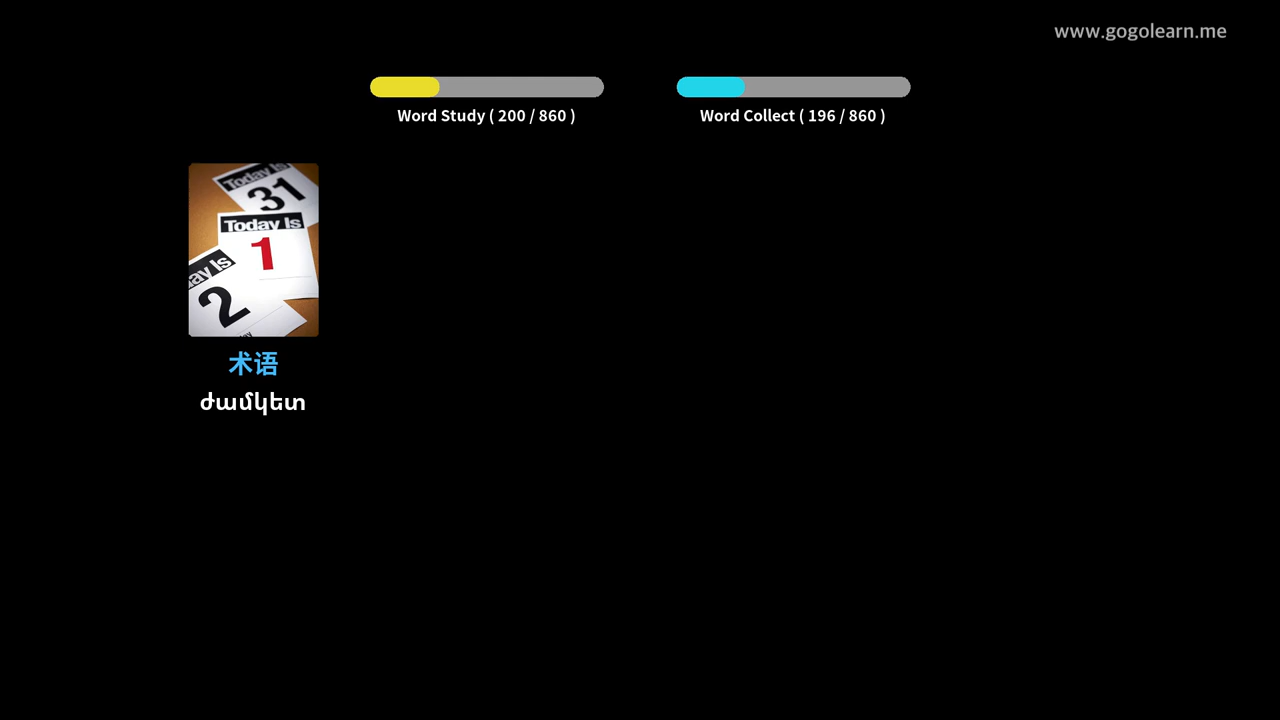 www.gogolearn.me
Word Study ( 200 / 860 )
Word Collect ( 196 / 860 )
Today Is
31
Today Is
1
ay Is
2
术语
ժամկետ